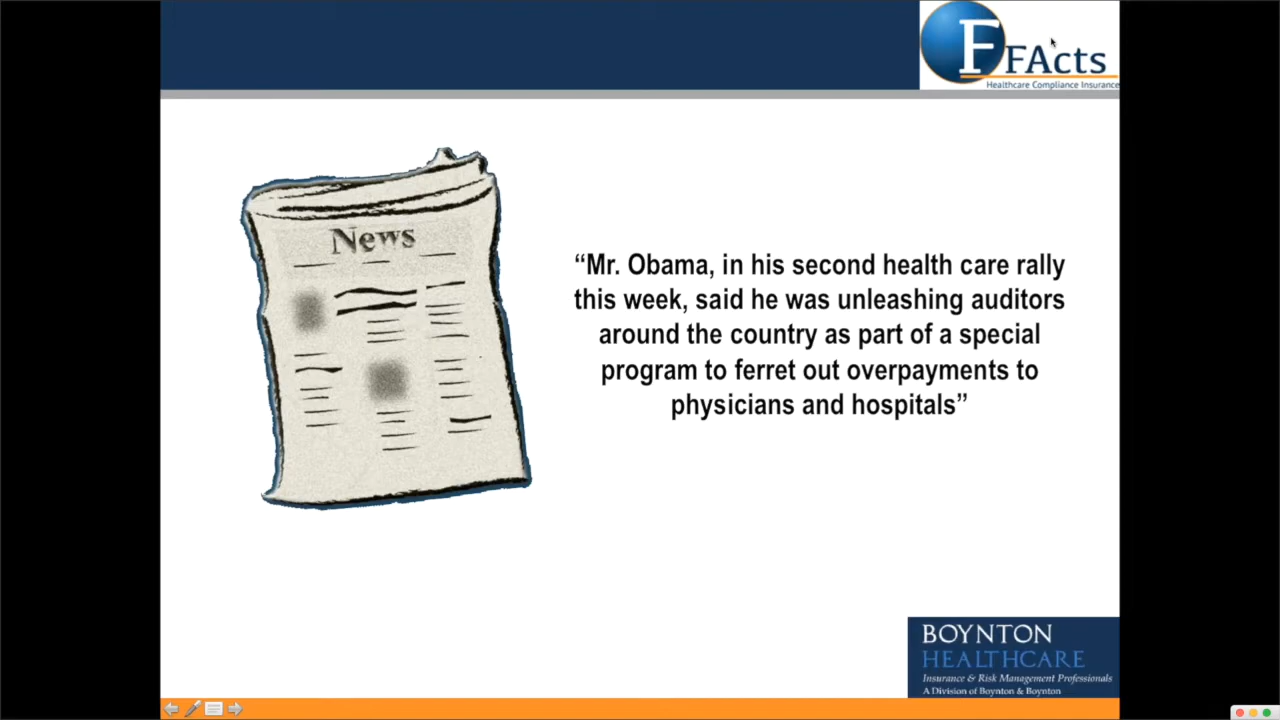 F
FActs
Healthcare Compliance Insurance
News
“Mr. Obama, in his second health care rally
this week, said he was unleashing auditors
around the country as part of a special
program to ferret out overpayments to
physicians and hospitals”
BOYNTON
HEALTHCARE
Insurance & Risk Management Professionals
A Division of Boynton & Boynton